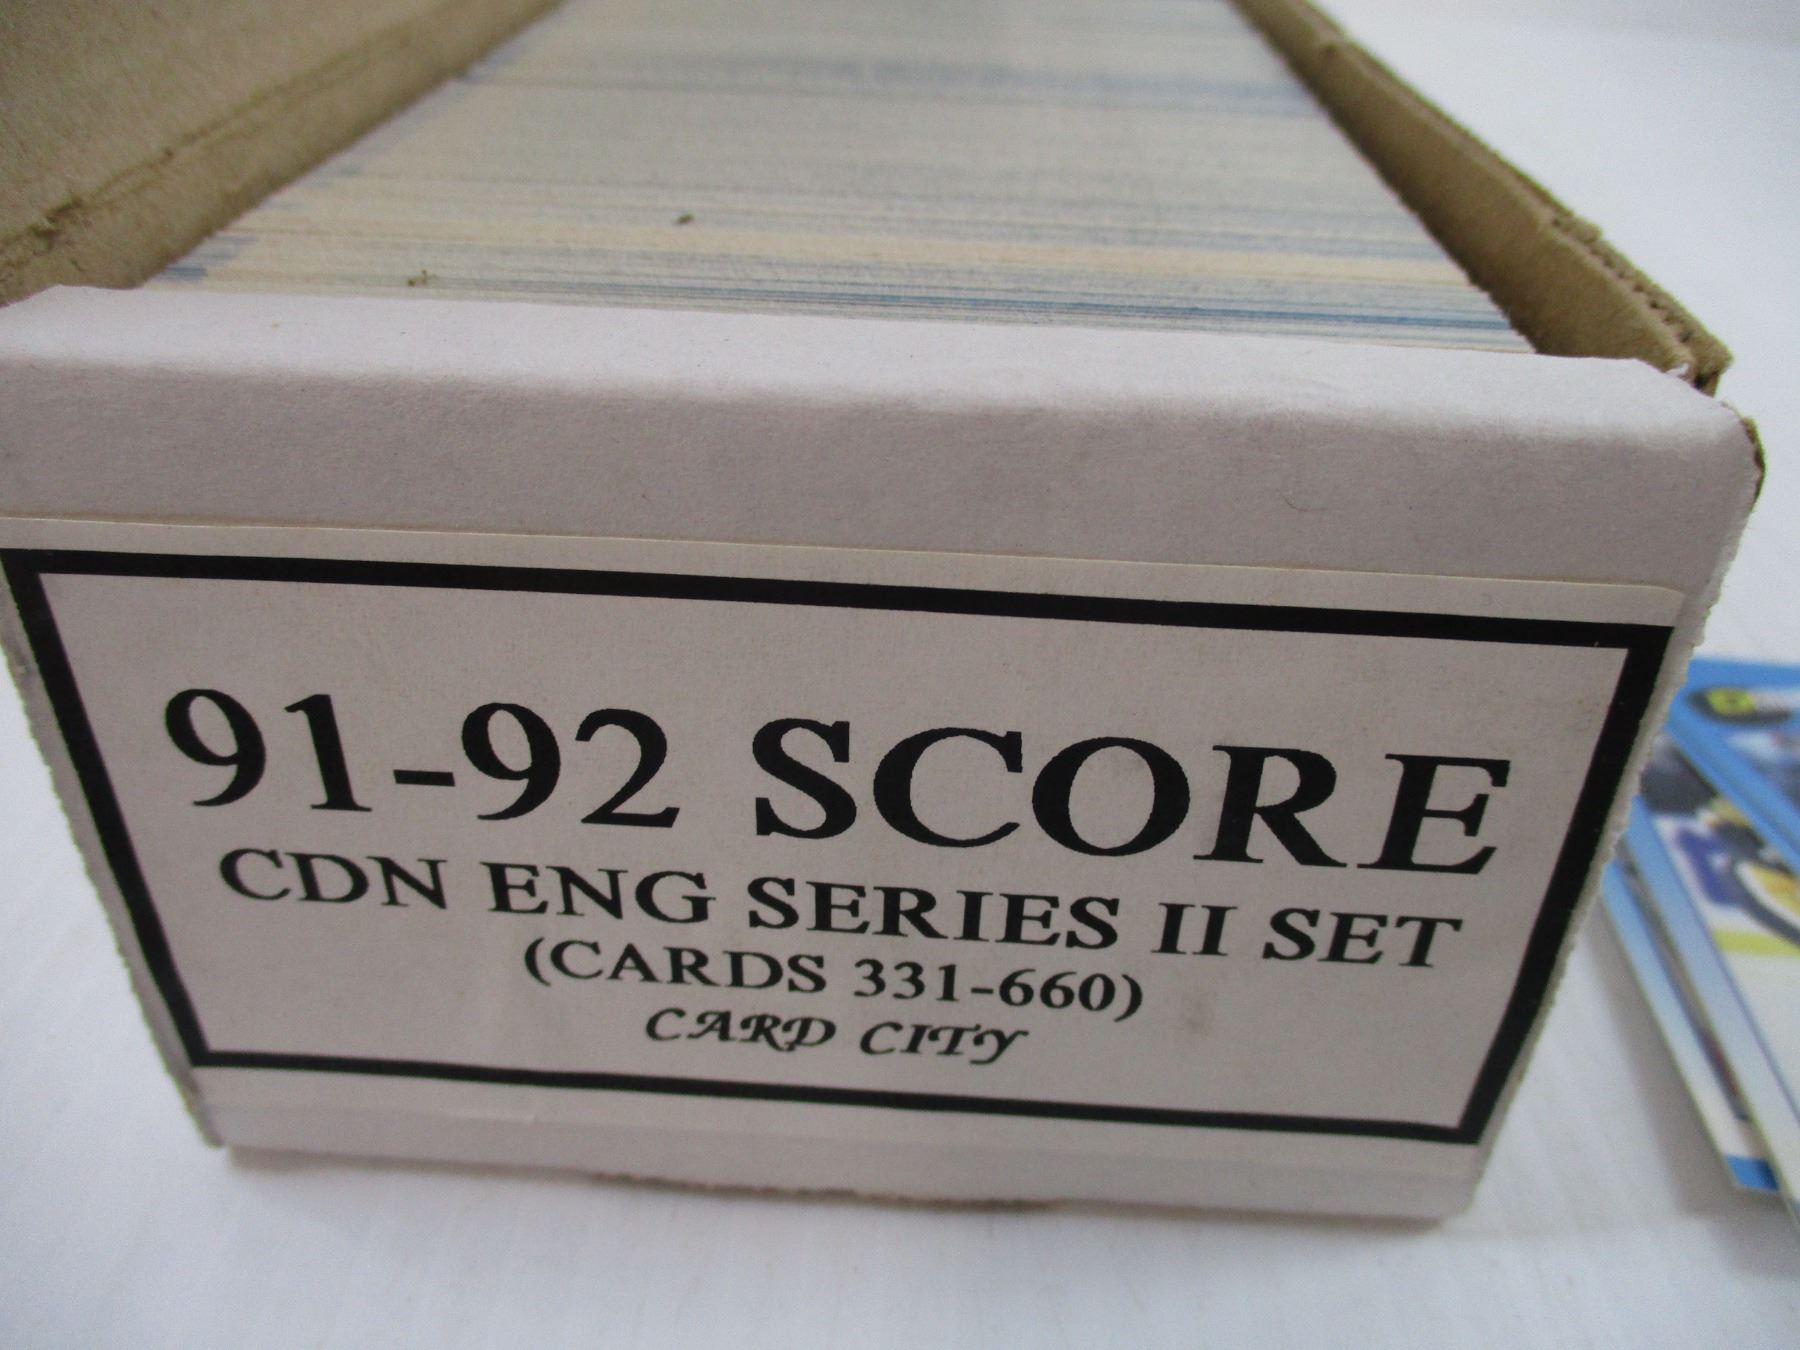 91-92 SCORE
CDN ENG SERIES II SET
(CARDS 331-660)
CARD CITY